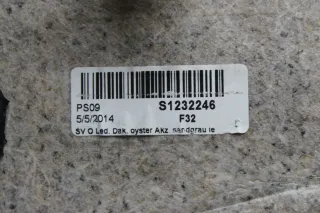 PS09 S1232246
5/5/2014 F32
SV O Led. Dak. oyster Akz. sandgrau le